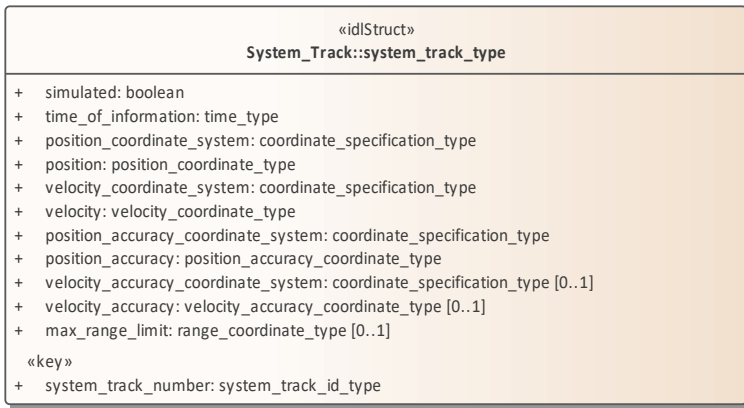 «idlStruct»
System_Track::system_track_type
+ simulated: boolean
+ time_of_information: time_type
+ position_coordinate_system: coordinate_specification_type
+ position: position_coordinate_type
+ velocity_coordinate_system: coordinate_specification_type
+ velocity: velocity_coordinate_type
+ position_accuracy_coordinate_system: coordinate_specification_type
+ position_accuracy: position_accuracy_coordinate_type
+ velocity_accuracy_coordinate_system: coordinate_specification_type [0..1]
+ velocity_accuracy: velocity_accuracy_coordinate_type [0..1]
+ max_range_limit: range_coordinate_type [0..1]
«key»
+ system_track_number: system_track_id_type